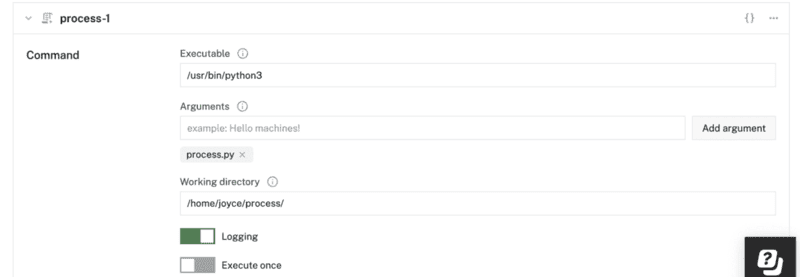 process-1
{} ...
Command
Executable
/usr/bin/python3
Arguments
example: Hello machines!
Add argument
process.py ×
Working directory
/home/joyce/process/
Logging
Execute once
?